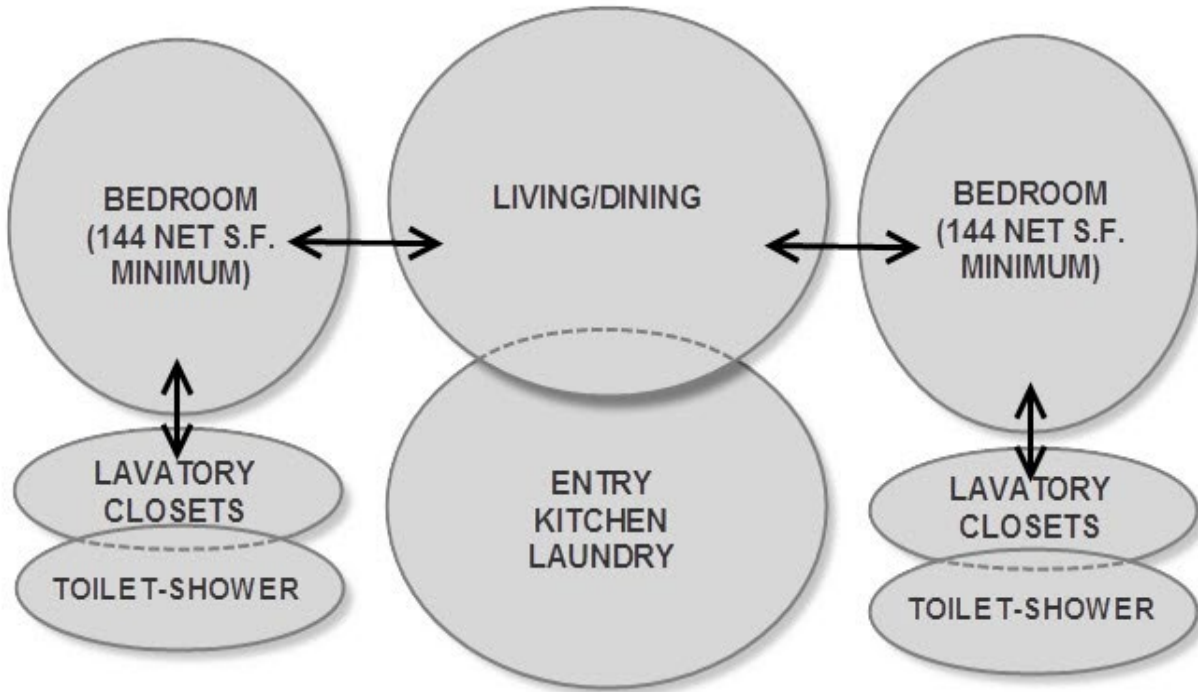 BEDROOM
(144 NET S.F.
MINIMUM)
LIVING/DINING
BEDROOM
(144 NET S.F.
MINIMUM)
LAVATORY
CLOSETS
TOILET-SHOWER
ENTRY
KITCHEN
LAUNDRY
LAVATORY
CLOSETS
TOILET-SHOWER